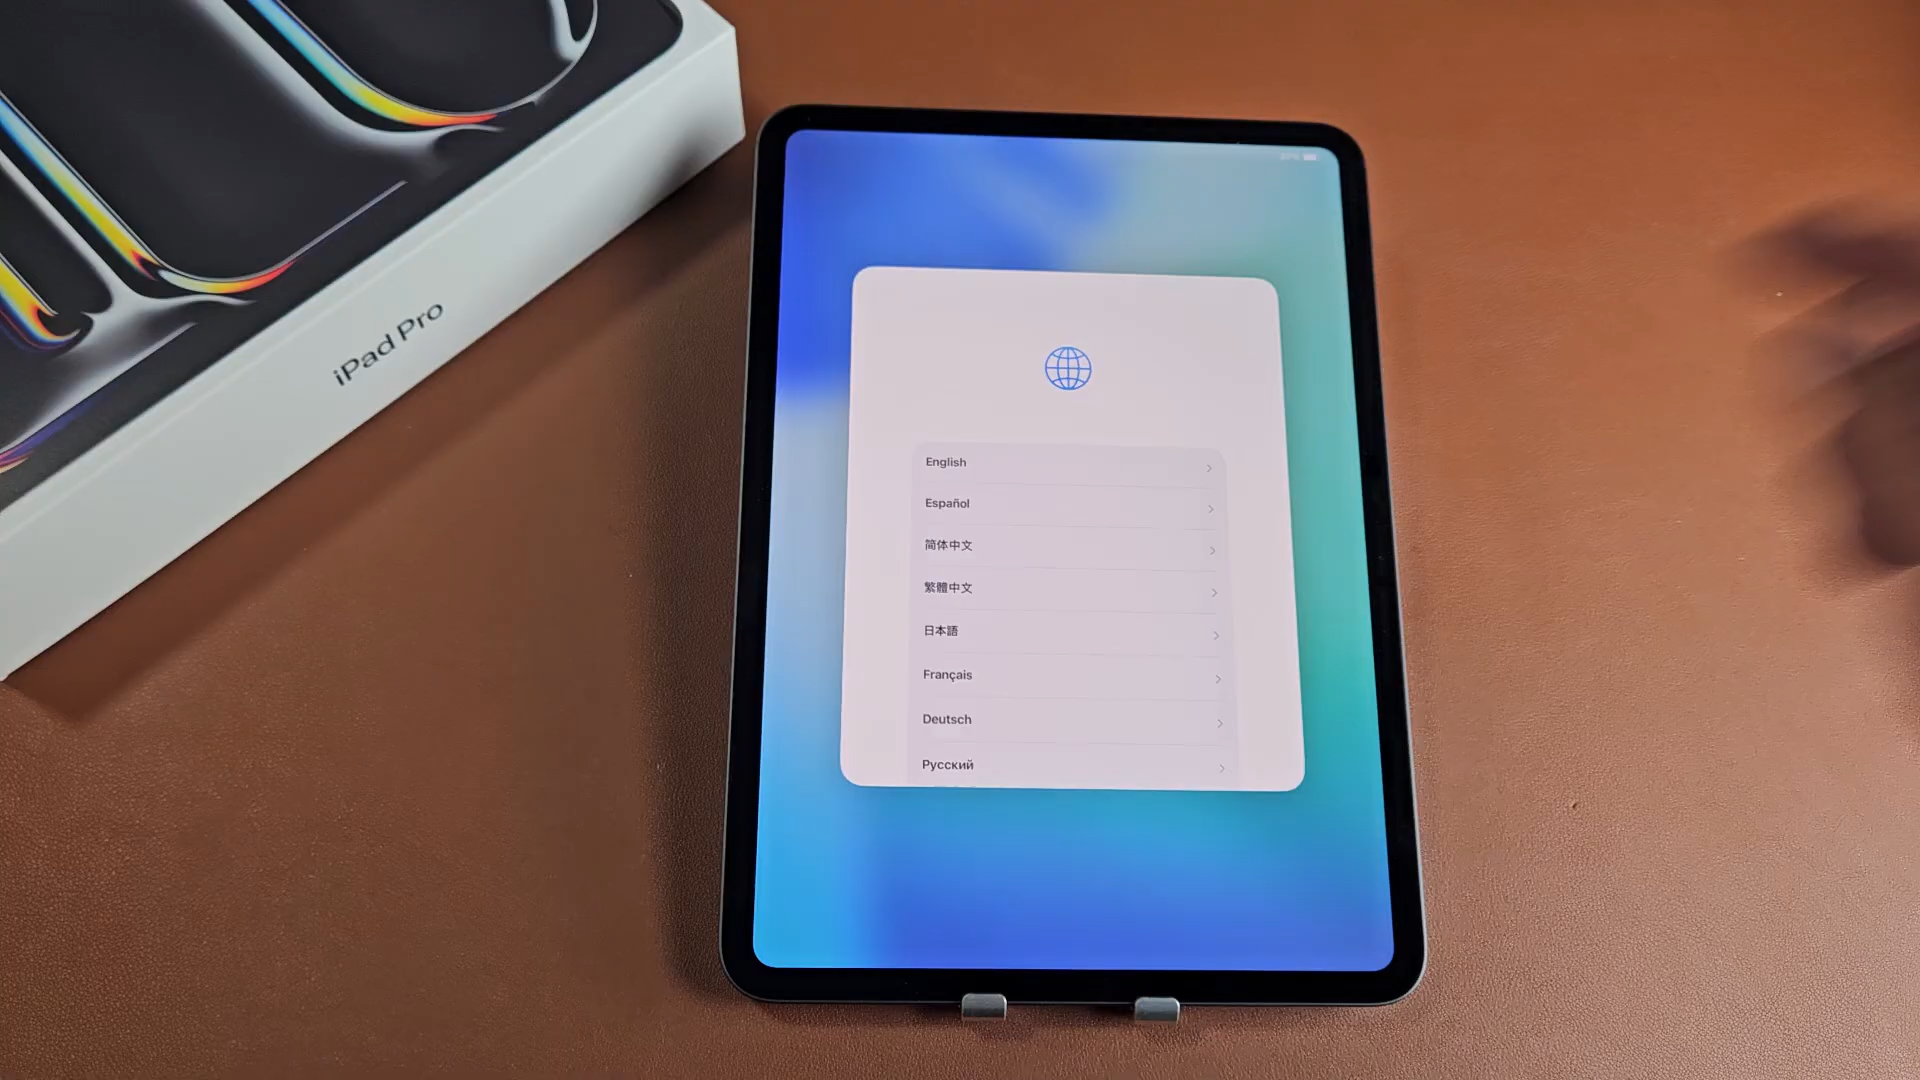 iPad Pro
English
Español
简体中文
繁體中文
日本語
Français
Deutsch
Русский